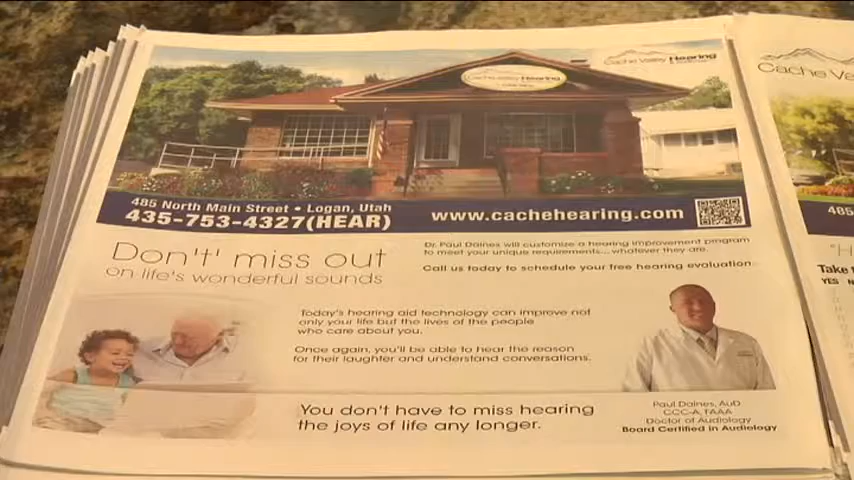 Cache Valley Hearing
Cache Valley Hearing
485 North Main Street • Logan, Utah
435-753-4327(HEAR)
www.cachehearing.com
Don't' miss out
on life's wonderful sounds
Dr. Paul Daines will customize a hearing improvement program
to meet your unique requirements... whatever they are.
Call us today to schedule your free hearing evaluation.
Today's hearing aid technology can improve not
only your life but the lives of the people
who care about you.
Once again, you'll be able to hear the reason
for their laughter and understand conversations.
You don't have to miss hearing
the joys of life any longer.
Paul Daines, AuD
CCC-A, FAAA
Doctor of Audiology
Board Certified in Audiology
Cache Va
485
"H
Take t
YES N